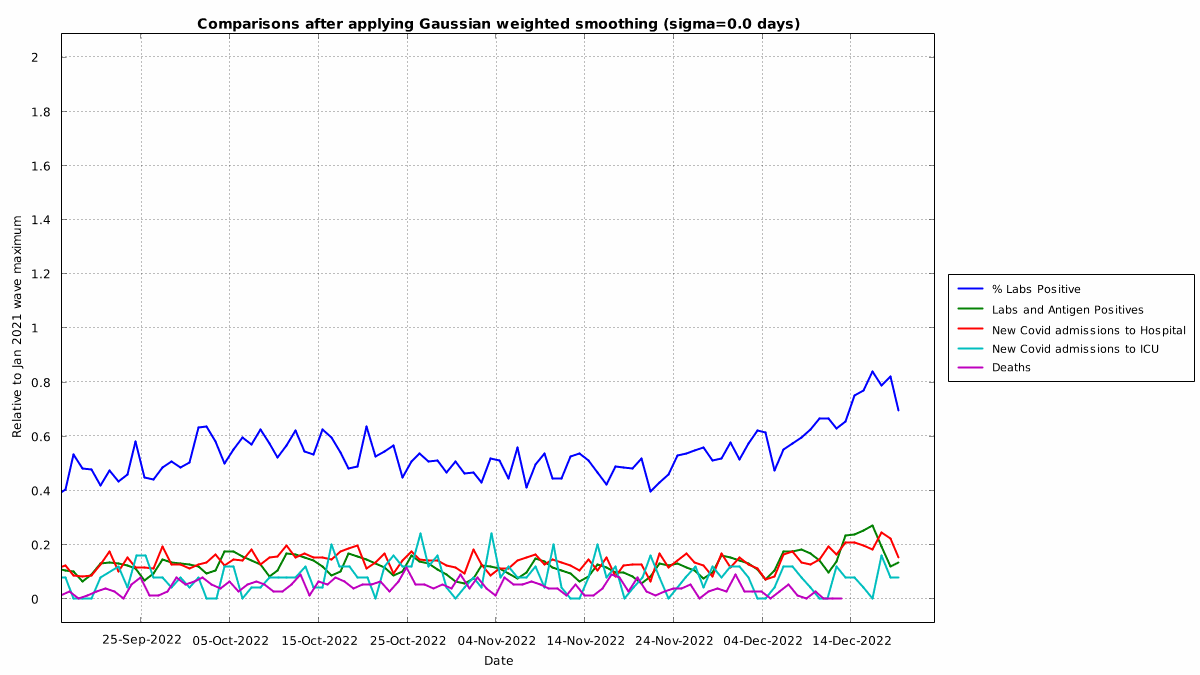 Comparisons after applying Gaussian weighted smoothing (sigma=0.0 days)
2
1.8
1.6
1.4
1.2
1
0.8
0.6
0.4
0.2
0
Relative to Jan 2021 wave maximum
25-Sep-2022 05-Oct-2022 15-Oct-2022 25-Oct-2022 04-Nov-2022 14-Nov-2022 24-Nov-2022 04-Dec-2022 14-Dec-2022
Date
% Labs Positive
Labs and Antigen Positives
New Covid admissions to Hospital
New Covid admissions to ICU
Deaths